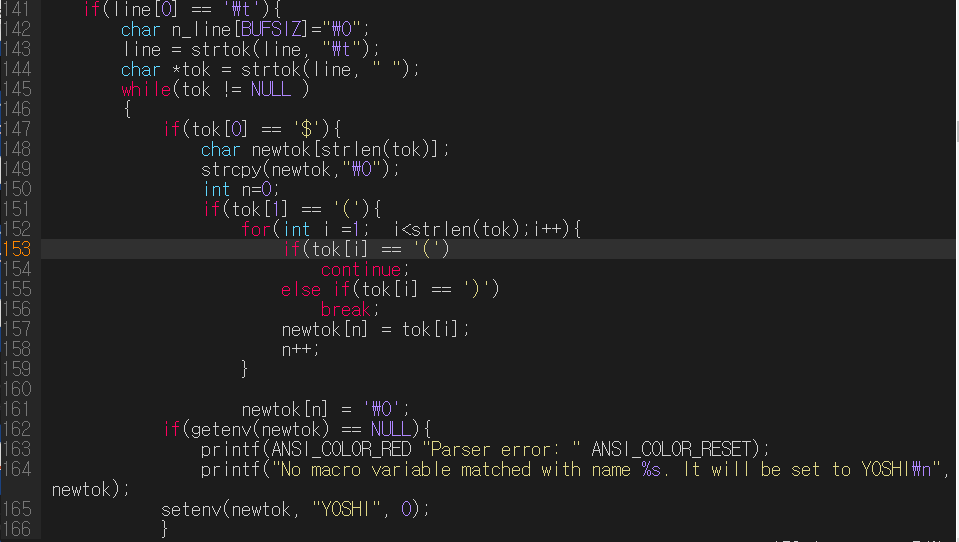 141     if(line[0] == '₩t'){
142         char n_line[BUFSIZ]="₩0";
143         line = strtok(line, "₩t");
144         char *tok = strtok(line, " ");
145         while(tok != NULL )
146         {
147             if(tok[0] == '$'){
148                 char newtok[strlen(tok)];
149                 strcpy(newtok,"₩0");
150                 int n=0;
151                 if(tok[1] == '('){
152                     for(int i =1;  i<strlen(tok);i++){
153                         if(tok[i] == '(')
154                             continue;
155                         else if(tok[i] == ')')
156                             break;
157                         newtok[n] = tok[i];
158                         n++;
159                     }
160
161                     newtok[n] = '₩0';
162             if(getenv(newtok) == NULL){
163                 printf(ANSI_COLOR_RED "Parser error: " ANSI_COLOR_RESET);
164                 printf("No macro variable matched with name %s. It will be set to YOSHI₩n",
newtok);
165             setenv(newtok, "YOSHI", 0);
166             }